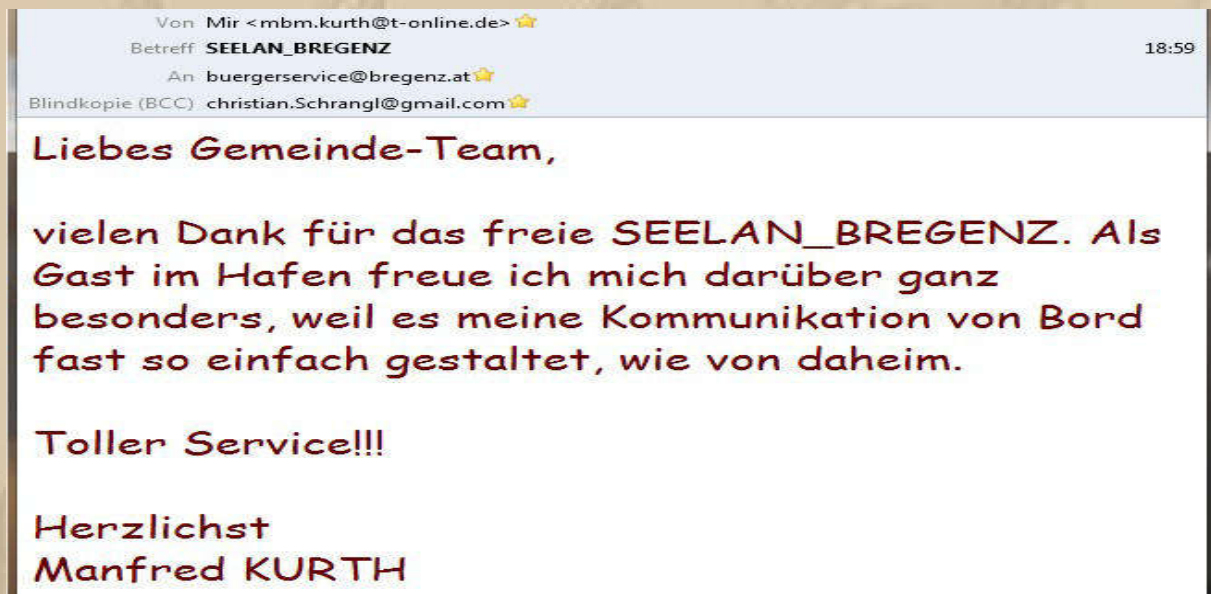 Von Mir <mbm.kurth@t-online.de>
Betreff SEELAN_BREGENZ 18:59
An buergerservice@bregenz.at
Blindkopie (BCC) christian.Schrangl@gmail.com
Liebes Gemeinde-Team,
vielen Dank für das freie SEELAN_BREGENZ. Als
Gast im Hafen freue ich mich darüber ganz
besonders, weil es meine Kommunikation von Bord
fast so einfach gestaltet, wie von daheim.
Toller Service!!!
Herzlichst
Manfred KURTH